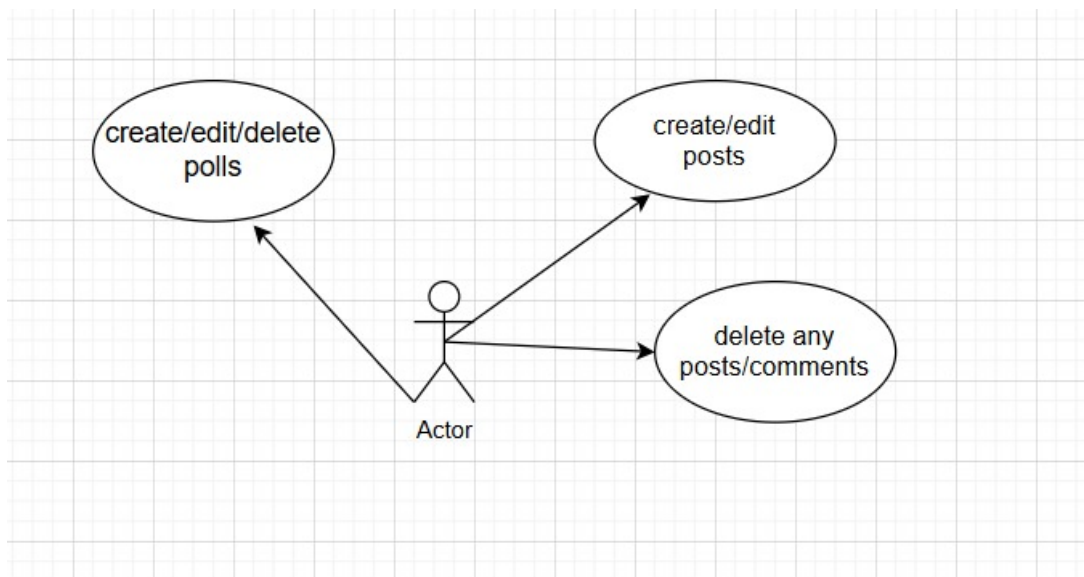 create/edit/delete
polls
create/edit
posts
delete any
posts/comments
Actor